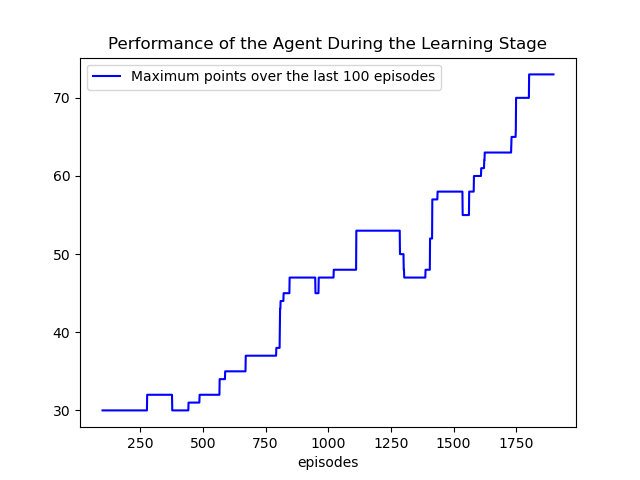 Performance of the Agent During the Learning Stage
Maximum points over the last 100 episodes
70
60
50
40
30
250 500 750 1000 1250 1500 1750
episodes